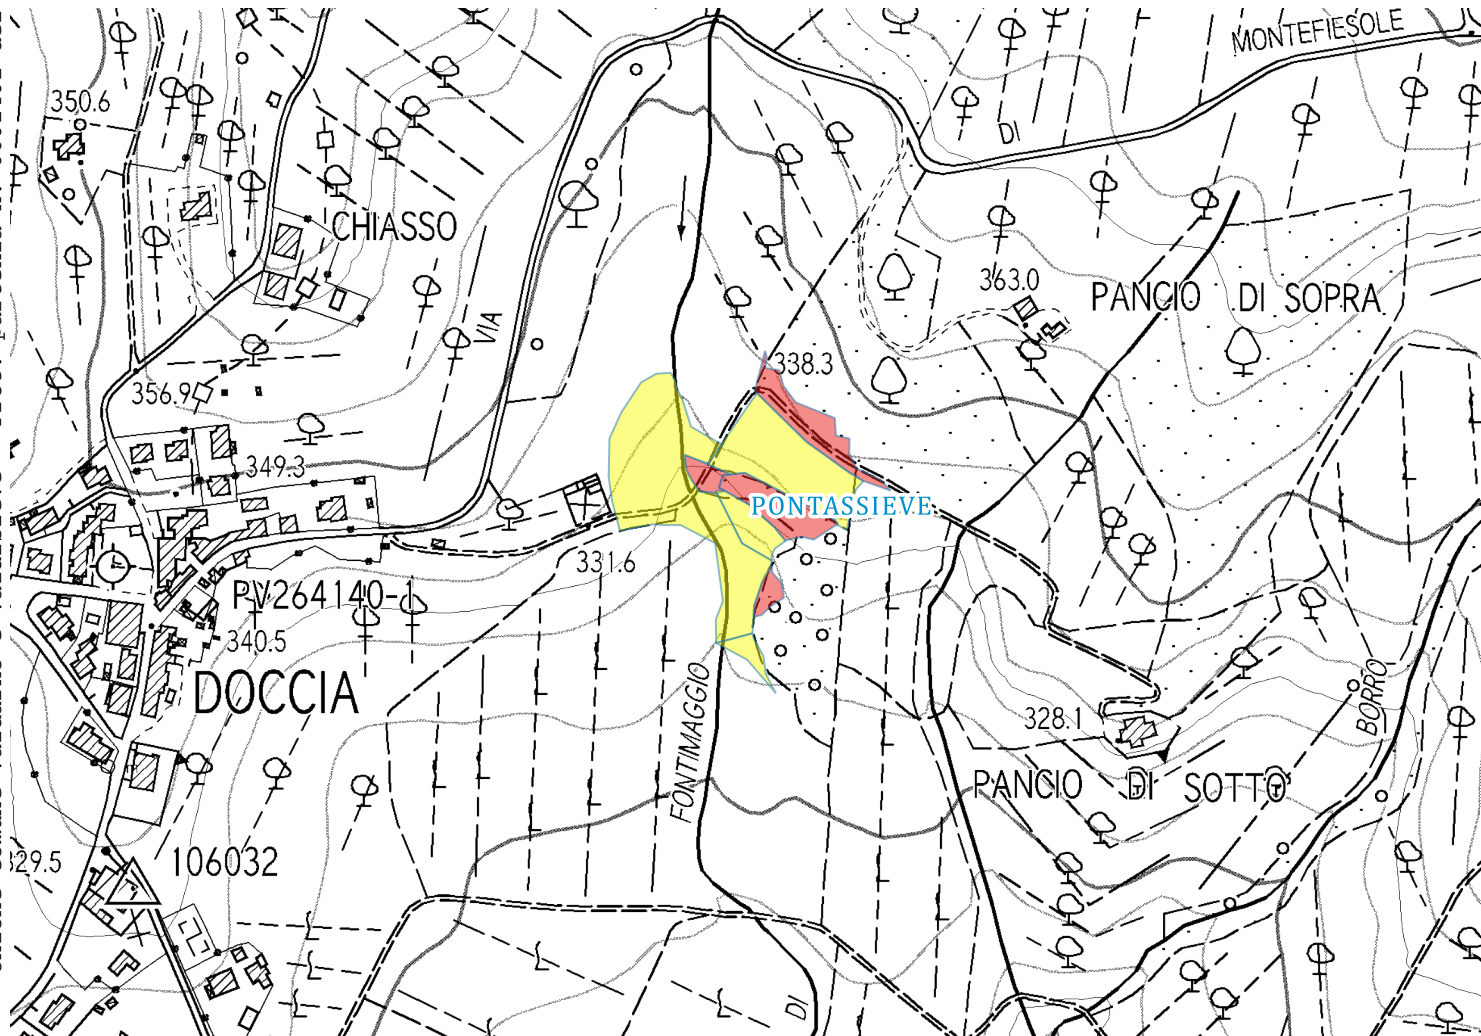 MONTEFIESOLE
350.6
DI
CHIASSO
363.0
PANCIO DI SOPRA
VIA
338.3
356.9
349.3
PONTASSIEVE
331.6
PV264140-1
340.5
DOCCIA
FONTIMAGGIO
BORRO
328.1
PANCIO DI SOTTO
106032
329.5
DI